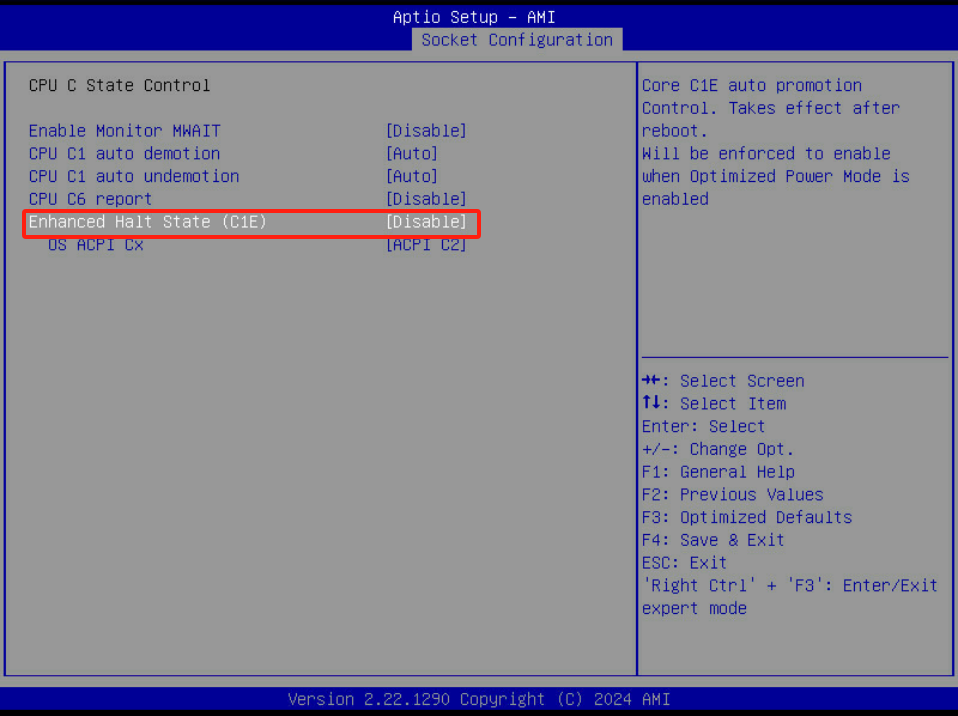 Aptio Setup – AMI
Socket Configuration
CPU C State Control
Enable Monitor MWAIT [Disable]
CPU C1 auto demotion [Auto]
CPU C1 auto undemotion [Auto]
CPU C6 report [Disable]
Enhanced Halt State (C1E) [Disable]
OS ACPI Cx [ACPI C2]
Core C1E auto promotion
Control. Takes effect after
reboot.
Will be enforced to enable
when Optimized Power Mode is
enabled
→←: Select Screen
↑↓: Select Item
Enter: Select
+/-: Change Opt.
F1: General Help
F2: Previous Values
F3: Optimized Defaults
F4: Save & Exit
ESC: Exit
'Right Ctrl' + 'F3': Enter/Exit
expert mode
Version 2.22.1290 Copyright (C) 2024 AMI